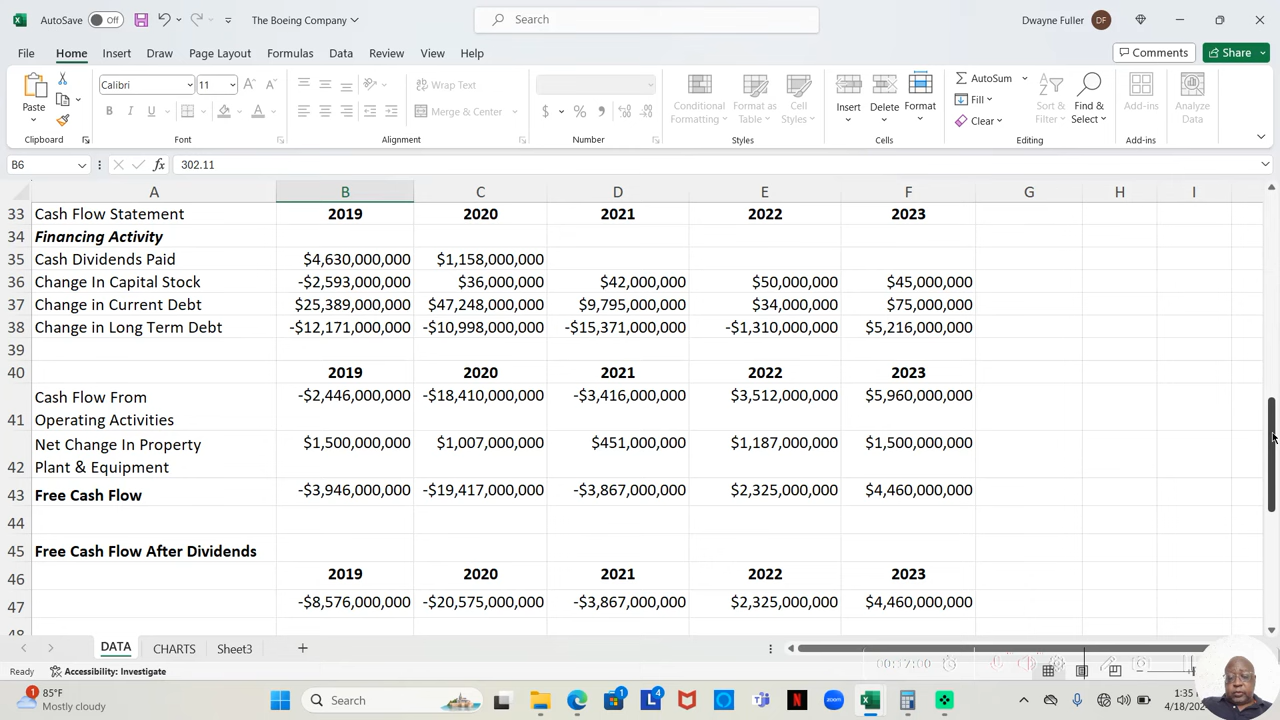 AutoSave Off The Boeing Company Search Dwayne Fuller DF
File Home Insert Draw Page Layout Formulas Data Review View Help Comments Share
Calibri 11 Wrap Text AutoSum
Paste B I U Merge & Center $ % Conditional Formatting Format as Table Cell Styles Insert Delete Format Fill Sort & Filter Find & Select Add-ins Analyze Data
Clear
Clipboard Font Alignment Number Styles Cells Editing Add-ins
B6 fx 302.11
A B C D E F G H I
33 Cash Flow Statement 2019 2020 2021 2022 2023
34 Financing Activity
35 Cash Dividends Paid $4,630,000,000 $1,158,000,000
36 Change In Capital Stock -$2,593,000,000 $36,000,000 $42,000,000 $50,000,000 $45,000,000
37 Change in Current Debt $25,389,000,000 $47,248,000,000 $9,795,000,000 $34,000,000 $75,000,000
38 Change in Long Term Debt -$12,171,000,000 -$10,998,000,000 -$15,371,000,000 -$1,310,000,000 $5,216,000,000
39
40 2019 2020 2021 2022 2023
Cash Flow From -$2,446,000,000 -$18,410,000,000 -$3,416,000,000 $3,512,000,000 $5,960,000,000
41 Operating Activities
Net Change In Property $1,500,000,000 $1,007,000,000 $451,000,000 $1,187,000,000 $1,500,000,000
42 Plant & Equipment
43 Free Cash Flow -$3,946,000,000 -$19,417,000,000 -$3,867,000,000 $2,325,000,000 $4,460,000,000
44
45 Free Cash Flow After Dividends
46 2019 2020 2021 2022 2023
47 -$8,576,000,000 -$20,575,000,000 -$3,867,000,000 $2,325,000,000 $4,460,000,000
48
DATA CHARTS Sheet3
Ready Accessibility: Investigate 00:17:00
1 85°F Search 1 4 zoom 1:35
Mostly cloudy 4/18/